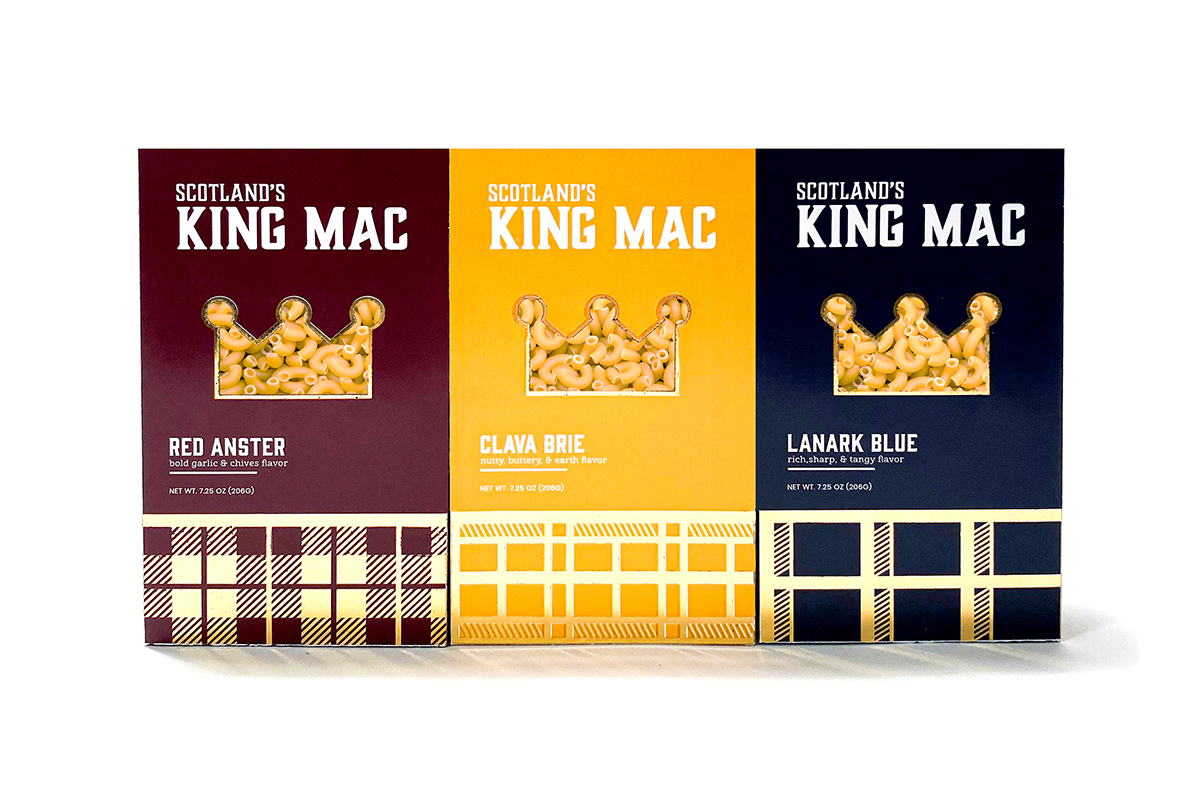 SCOTLAND'S
KING MAC
RED ANSTER
bold garlic & chives flavor
NET WT. 7.25 OZ (206G)
SCOTLAND'S
KING MAC
CLAVA BRIE
nutty, buttery, & earth flavor
NET WT. 7.25 OZ (206G)
SCOTLAND'S
KING MAC
LANARK BLUE
rich,sharp, & tangy flavor
NET WT. 7.25 OZ (206G)